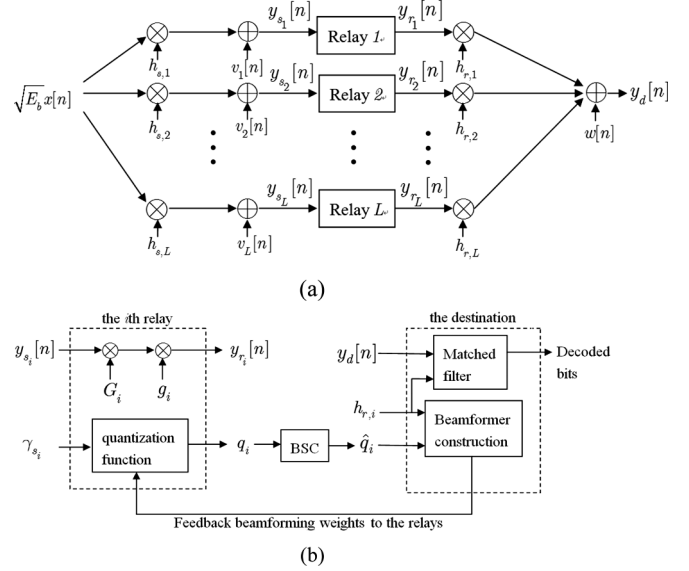 y_{s_1}[n] y_{r_1}[n]
Relay 1
h_{s,1} v_1[n] h_{r,1}
y_{s_2}[n] y_{r_2}[n]
√E_b x[n] Relay 2 y_d[n]
h_{s,2} v_2[n] h_{r,2} w[n]
y_{s_L}[n] y_{r_L}[n]
Relay L
h_{s,L} v_L[n] h_{r,L}
(a)
the ith relay the destination
y_{s_i}[n] y_{r_i}[n]
G_i g_i
y_d[n] Matched filter Decoded bits
h_{r,i}
γ_{s_i} quantization function q_i BSC q̂_i Beamformer construction
Feedback beamforming weights to the relays
(b)